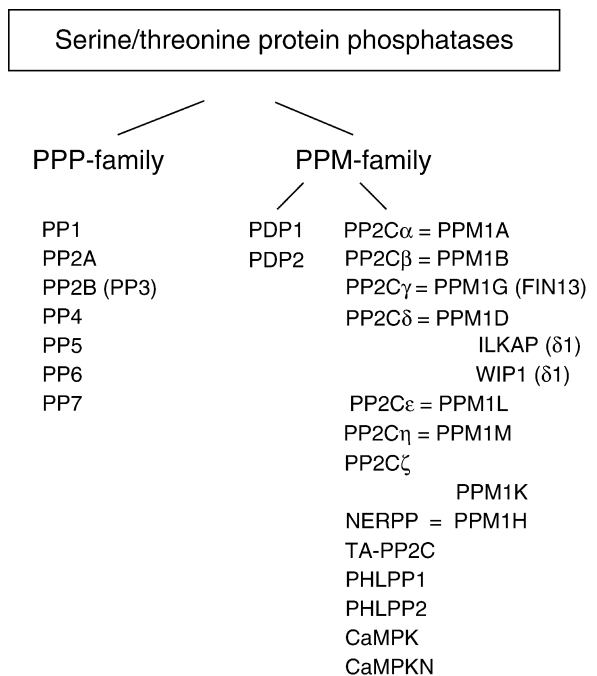 Serine/threonine protein phosphatases
PPP-family
PP1
PP2A
PP2B (PP3)
PP4
PP5
PP6
PP7
PPM-family
PDP1
PDP2
PP2Cα = PPM1A
PP2Cβ = PPM1B
PP2Cγ = PPM1G (FIN13)
PP2Cδ = PPM1D
ILKAP (δ1)
WIP1 (δ1)
PP2Cε = PPM1L
PP2Cη = PPM1M
PP2Cζ
PPM1K
NERPP = PPM1H
TA-PP2C
PHLPP1
PHLPP2
CaMPK
CaMPKN